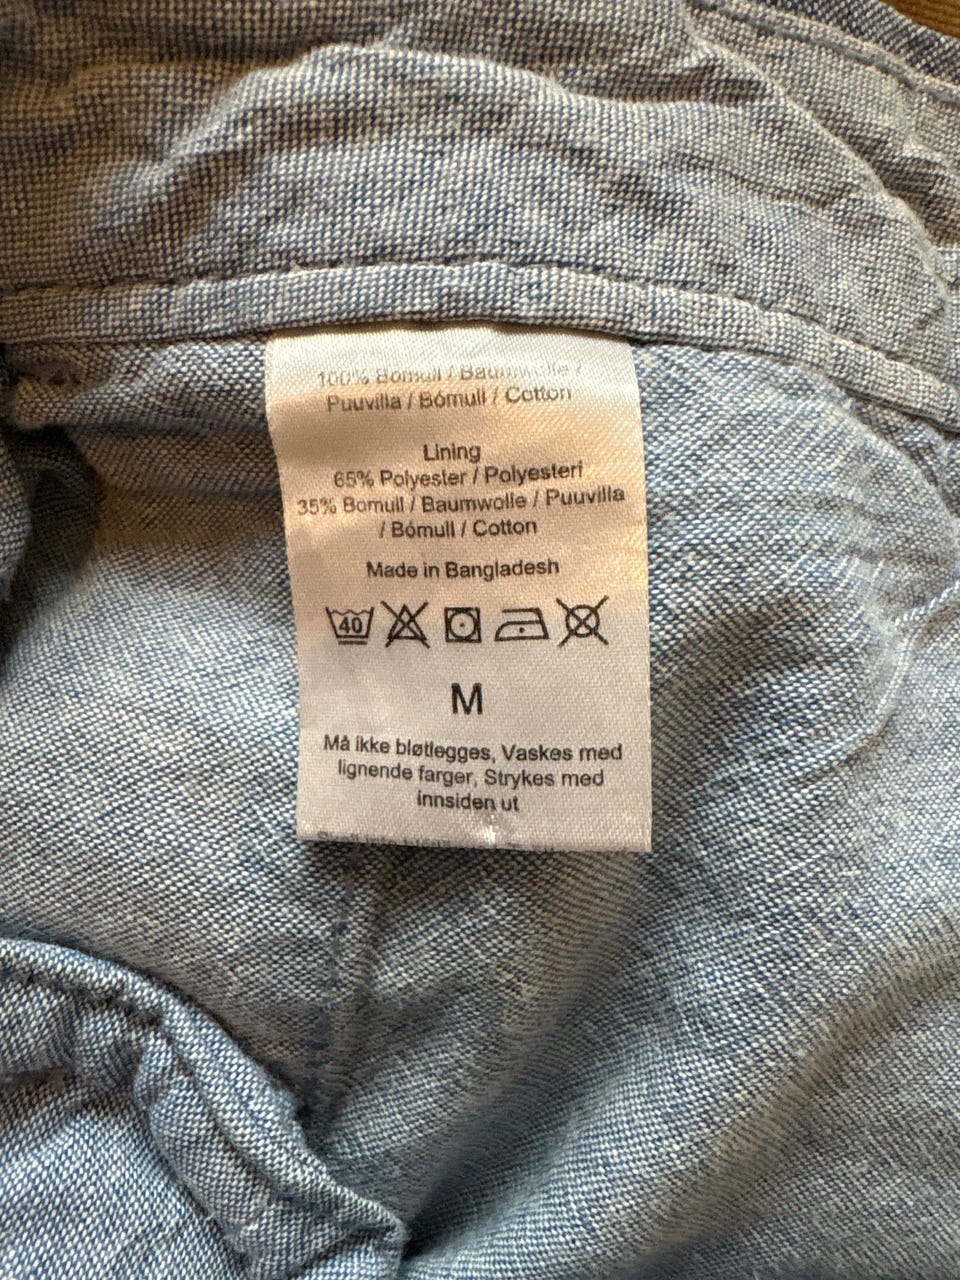 100% Bomull / Baumwolle /
Puuvilla / Bómull / Cotton
Lining
65% Polyester / Polyesteri
35% Bomull / Baumwolle / Puuvilla
/ Bómull / Cotton
Made in Bangladesh
40
M
Må ikke bløtlegges, Vaskes med
lignende farger, Strykes med
innsiden ut